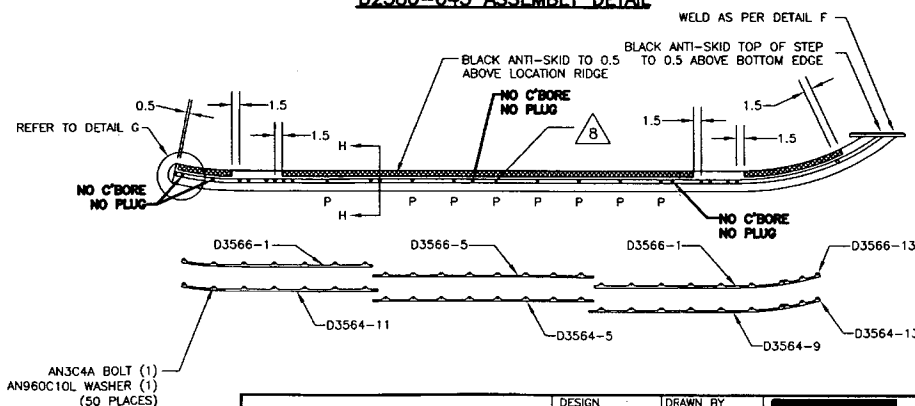 D2580-045 ASSEMBLY DETAIL
WELD AS PER DETAIL F
BLACK ANTI-SKID TOP OF STEP
TO 0.5 ABOVE BOTTOM EDGE
BLACK ANTI-SKID TO 0.5
ABOVE LOCATION RIDGE
NO C'BORE
NO PLUG
0.5
1.5
1.5
1.5
1.5
1.5
8
REFER TO DETAIL G
H
H
NO C'BORE
NO PLUG
P P P P P P P P
NO C'BORE
NO PLUG
D3566-1
D3566-5
D3566-1
D3566-13
D3564-11
D3564-5
D3564-9
D3564-13
AN3C4A BOLT (1)
AN960C10L WASHER (1)
(50 PLACES)
DESIGN
DRAWN BY